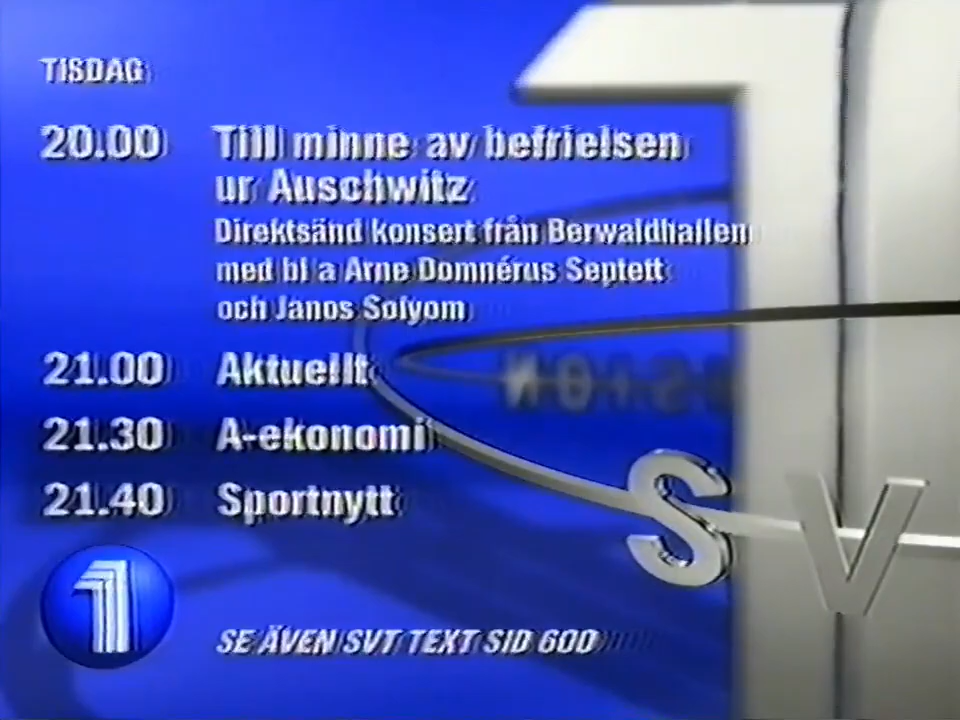 TISDAG
20.00 Till minne av befrielsen
ur Auschwitz
Direktsänd konsert från Berwaldhallen
med bl a Arne Domnérus Septett
och Janos Solyom
21.00 Aktuellt
21.30 A-ekonomi
21.40 Sportnytt
SE ÄVEN SVT TEXT SID 600
1
1
S V